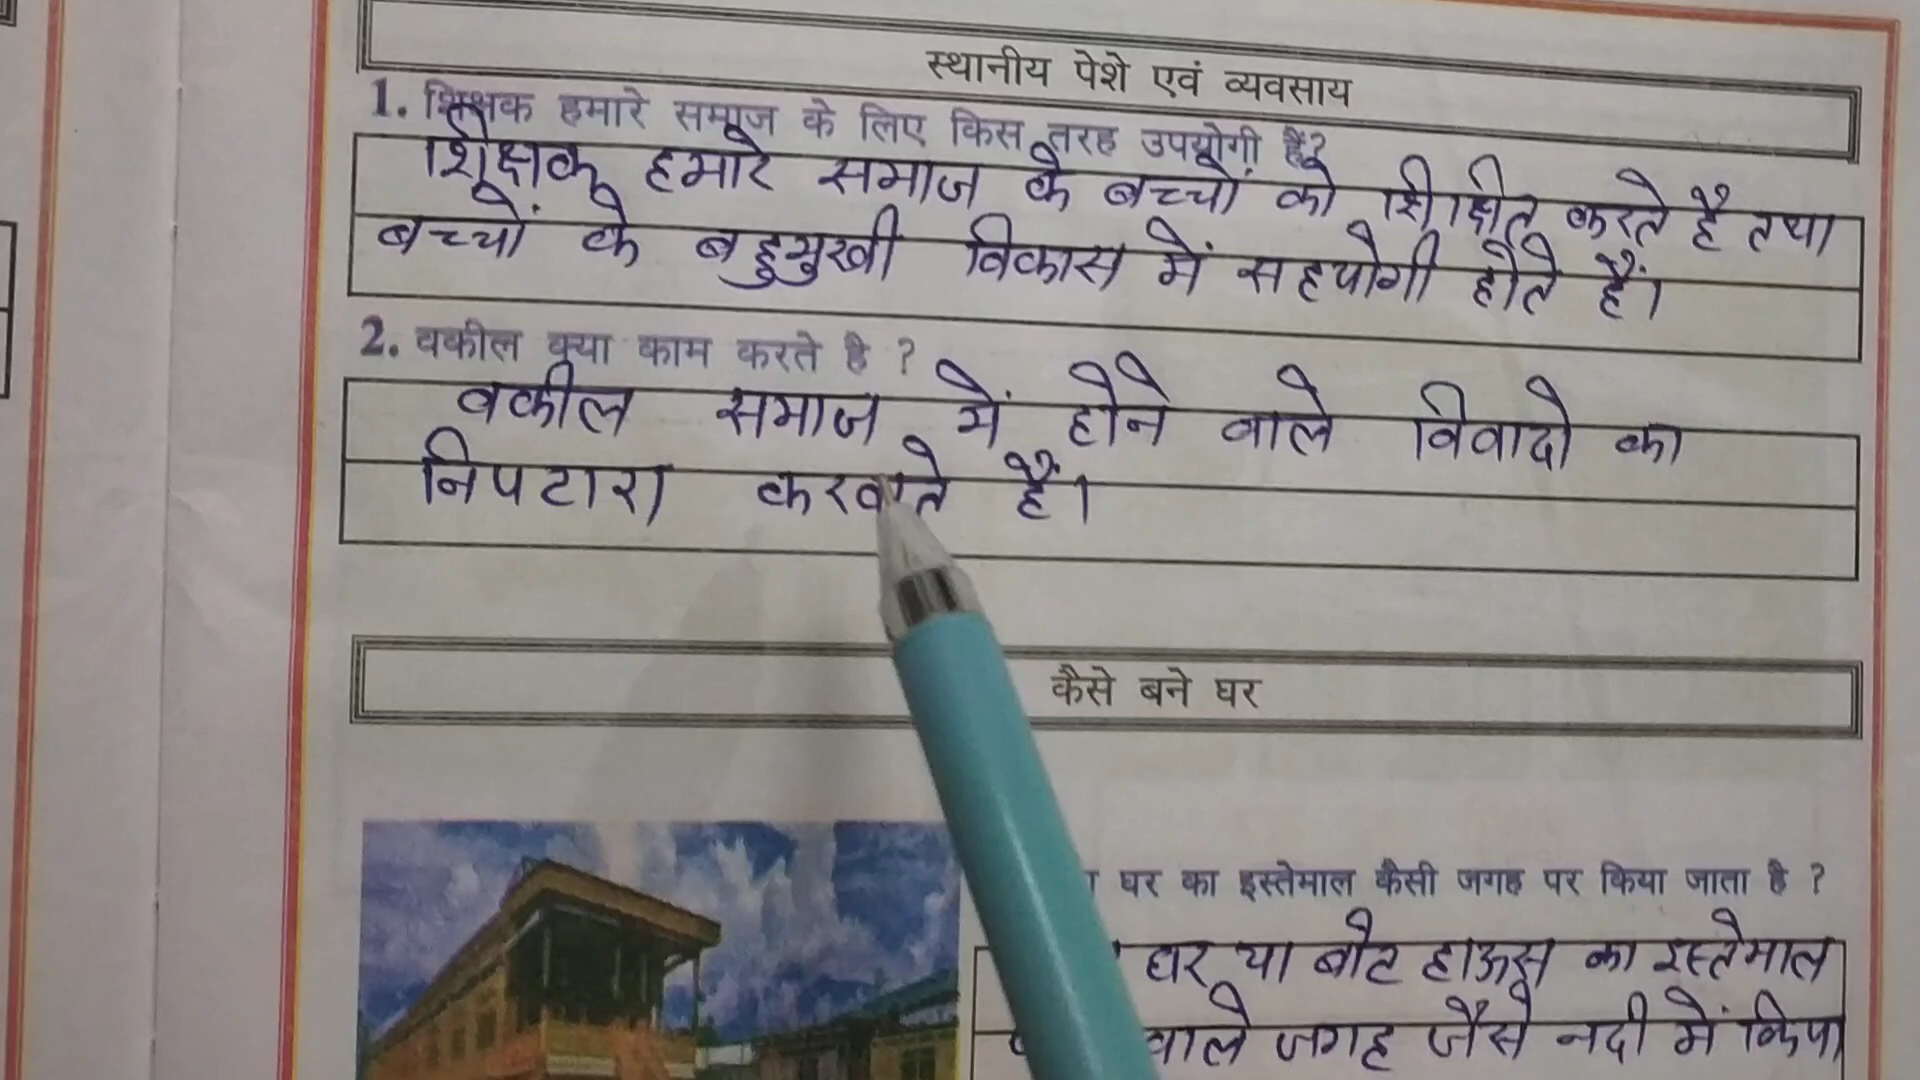 स्थानीय पेशे एवं व्यवसाय
1. शिक्षक हमारे समाज के लिए किस तरह उपयोगी हैं?
शिक्षक हमारे समाज के बच्चों को शिक्षित करते है तथा
बच्चों के बहुमुखी विकास में सहयोगी होते हैं।
2. वकील क्या काम करते है ?
वकील समाज में होने वाले विवादो का
निपटारा करवाते हैं।
कैसे बने घर
घर का इस्तेमाल कैसी जगह पर किया जाता है ?
घर या बोट हाऊस का इस्तेमाल
वाले जगह जैसे नदी में किया